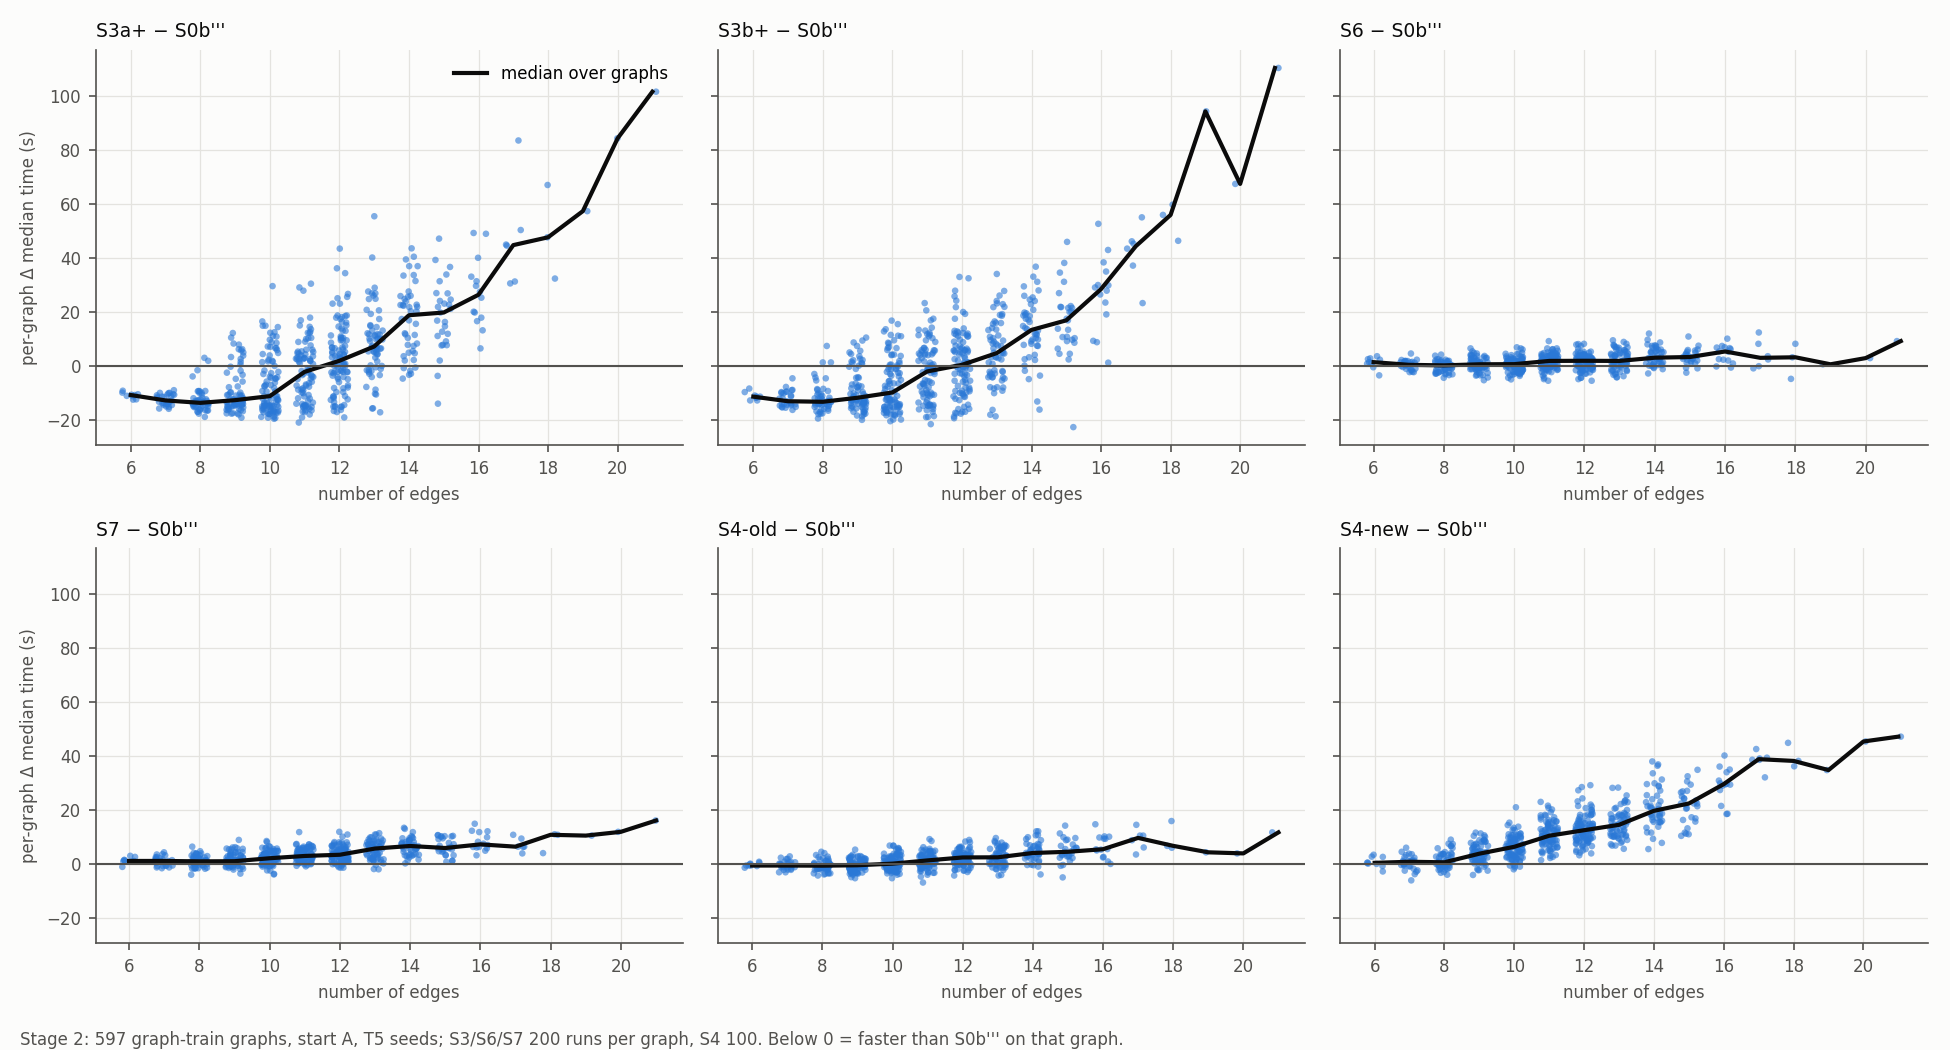 S3a+ − S0b'''
S3b+ − S0b'''
S6 − S0b'''
median over graphs
per-graph Δ median time (s)
100
80
60
40
20
0
−20
6 8 10 12 14 16 18 20
6 8 10 12 14 16 18 20
6 8 10 12 14 16 18 20
number of edges
number of edges
number of edges
S7 − S0b'''
S4-old − S0b'''
S4-new − S0b'''
per-graph Δ median time (s)
100
80
60
40
20
0
−20
6 8 10 12 14 16 18 20
6 8 10 12 14 16 18 20
6 8 10 12 14 16 18 20
number of edges
number of edges
number of edges
Stage 2: 597 graph-train graphs, start A, T5 seeds; S3/S6/S7 200 runs per graph, S4 100. Below 0 = faster than S0b''' on that graph.